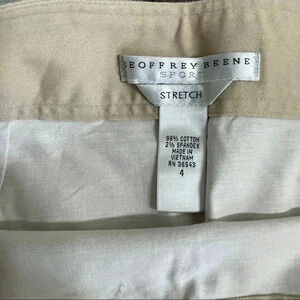 GEOFFREY BEENE
SPORT
STRETCH
98% COTTON
2% SPANDEX
MADE IN
VIETNAM
RN 36543
4